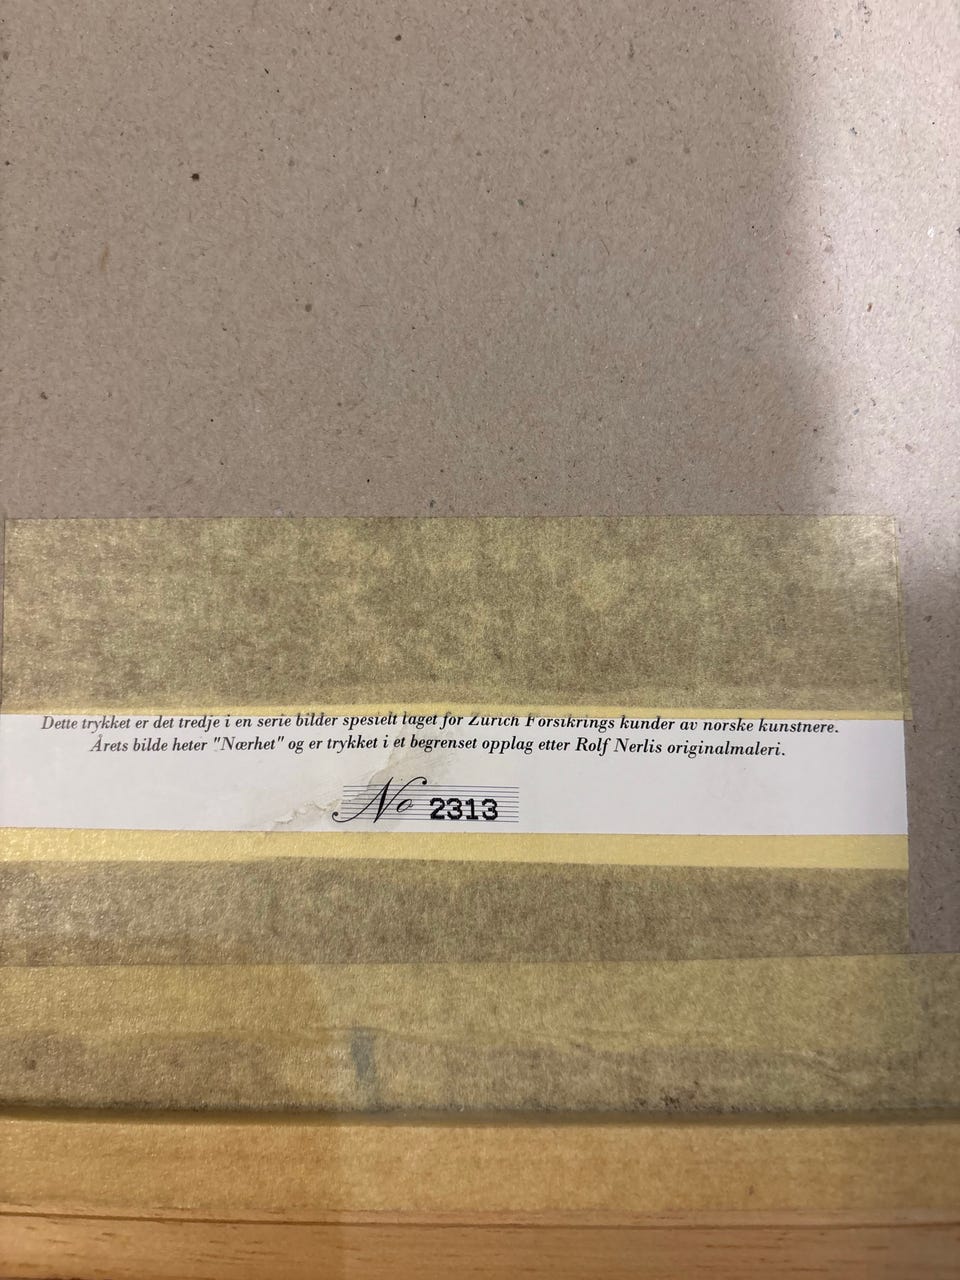 Dette trykket er det tredje i en serie bilder spesielt laget for Zürich Forsikrings kunder av norske kunstnere.
Årets bilde heter "Nærhet" og er trykket i et begrenset opplag etter Rolf Nerlis originalmaleri.
No 2313